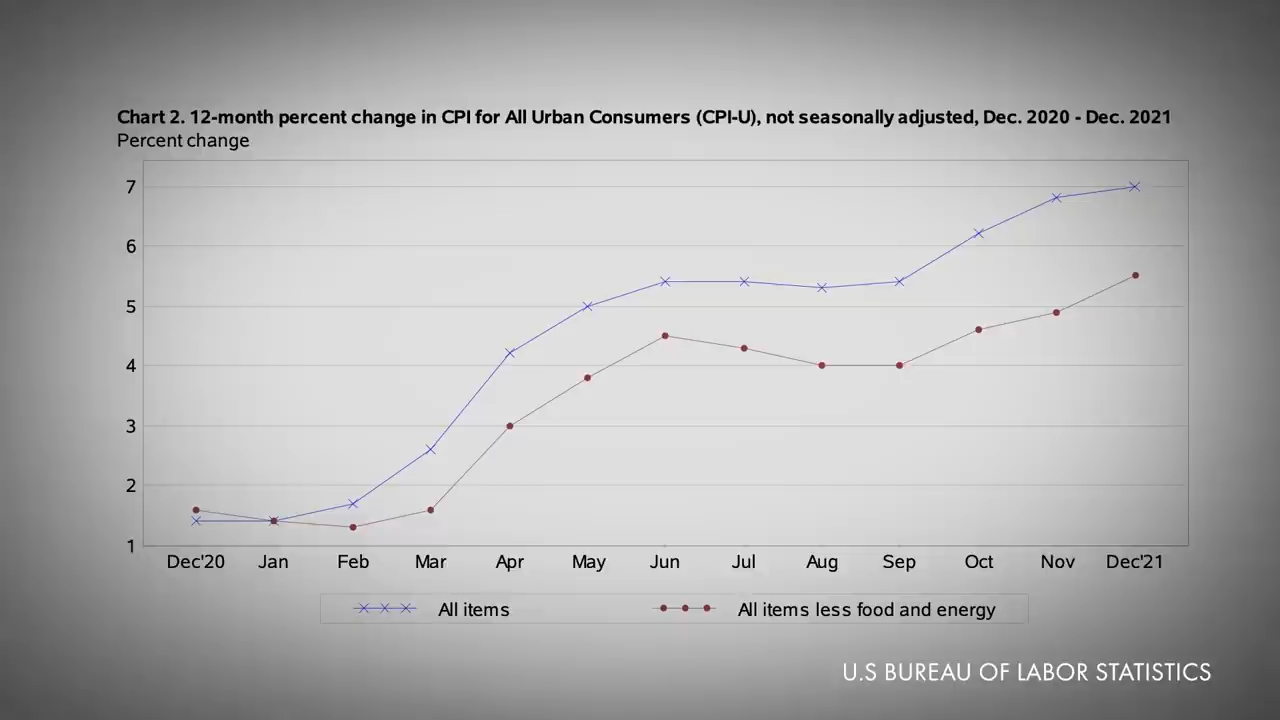 Chart 2. 12-month percent change in CPI for All Urban Consumers (CPI-U), not seasonally adjusted, Dec. 2020 - Dec. 2021
Percent change
7
6
5
4
3
2
1
Dec'20 Jan Feb Mar Apr May Jun Jul Aug Sep Oct Nov Dec'21
All items All items less food and energy
U.S BUREAU OF LABOR STATISTICS